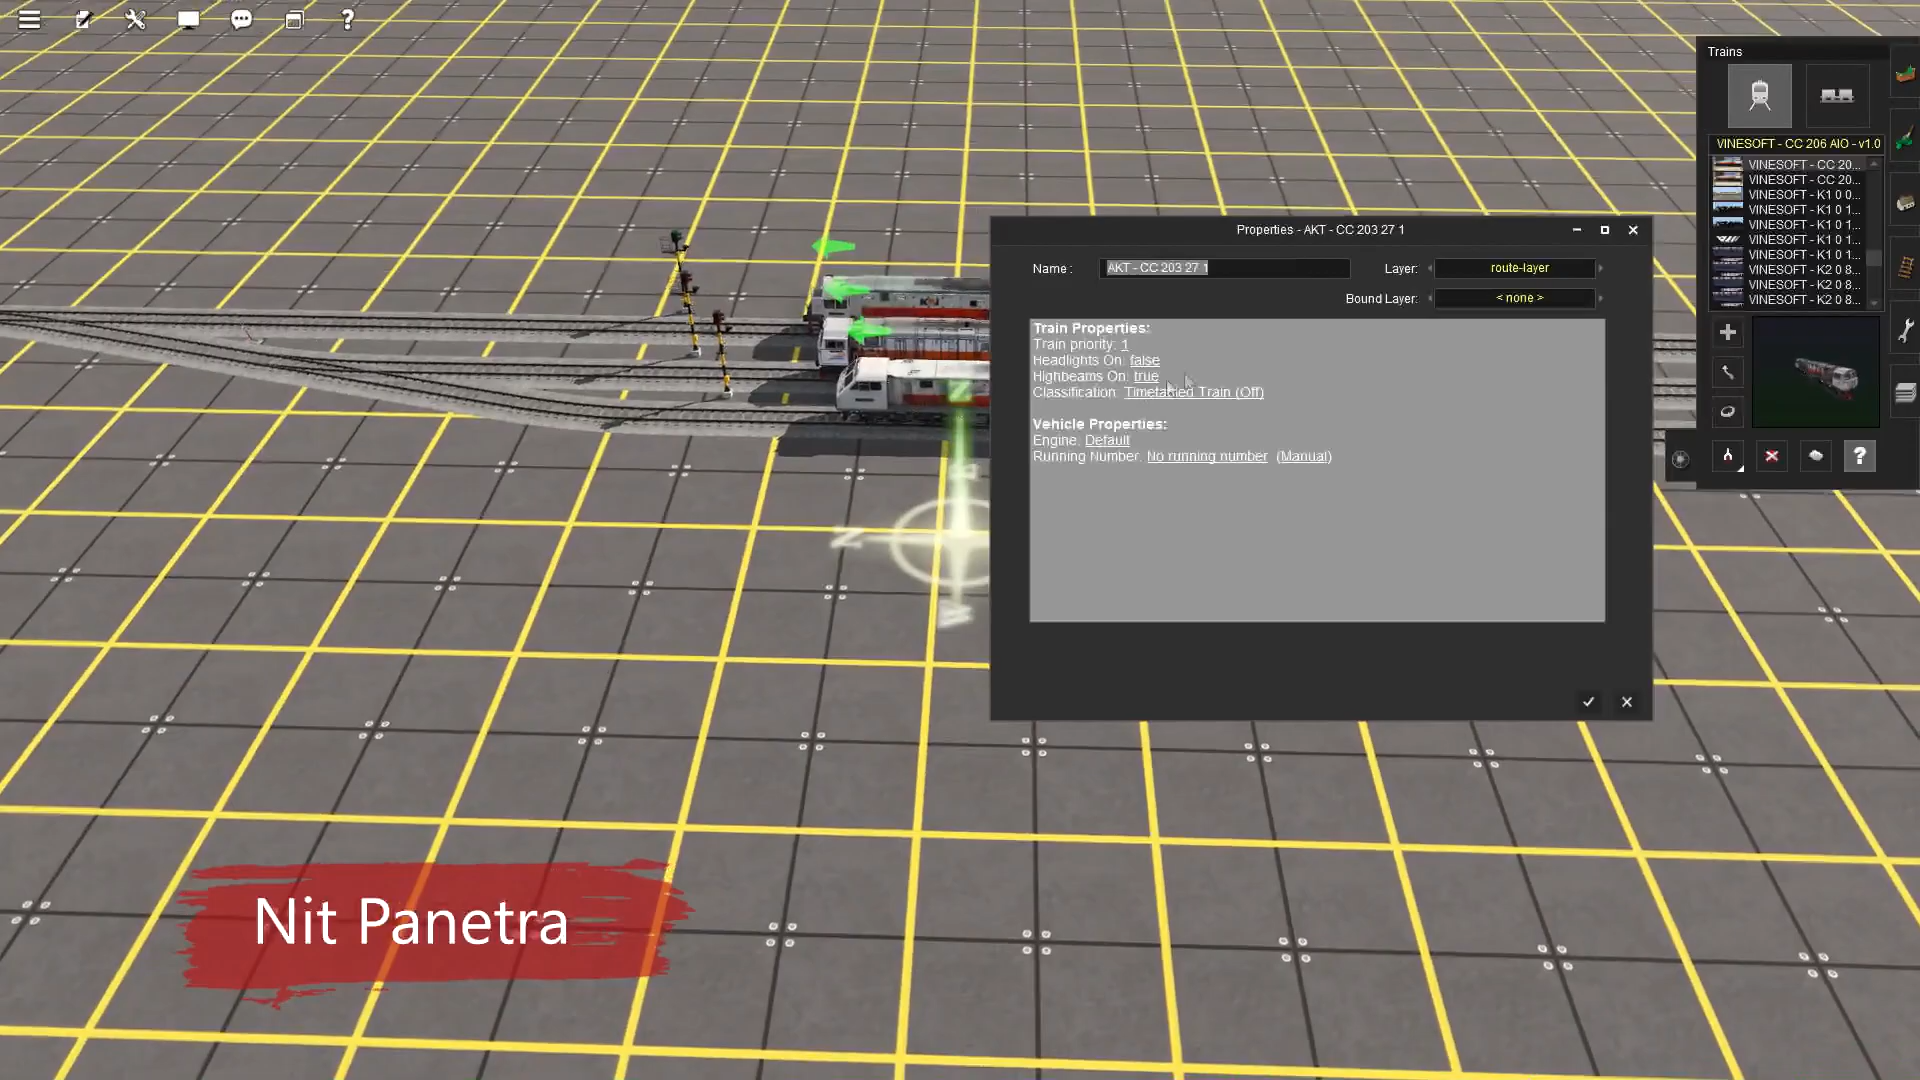 Trains
VINESOFT - CC 206 AIO - v1.0
VINESOFT - CC 20...
VINESOFT - CC 20...
VINESOFT - K1 0 0...
VINESOFT - K1 0 1...
VINESOFT - K1 0 1...
VINESOFT - K1 0 1...
VINESOFT - K1 0 1...
VINESOFT - K2 0 8...
VINESOFT - K2 0 8...
VINESOFT - K2 0 8...
Properties - AKT - CC 203 27 1
Name : AKT - CC 203 27 1 Layer: route-layer
Bound Layer: < none >
Train Properties:
Train priority: 1
Headlights On: false
Highbeams On: true
Classification: Timetabled Train (Off)
Vehicle Properties:
Engine: Default
Running Number: No running number (Manual)
N
Z
W
Nit Panetra